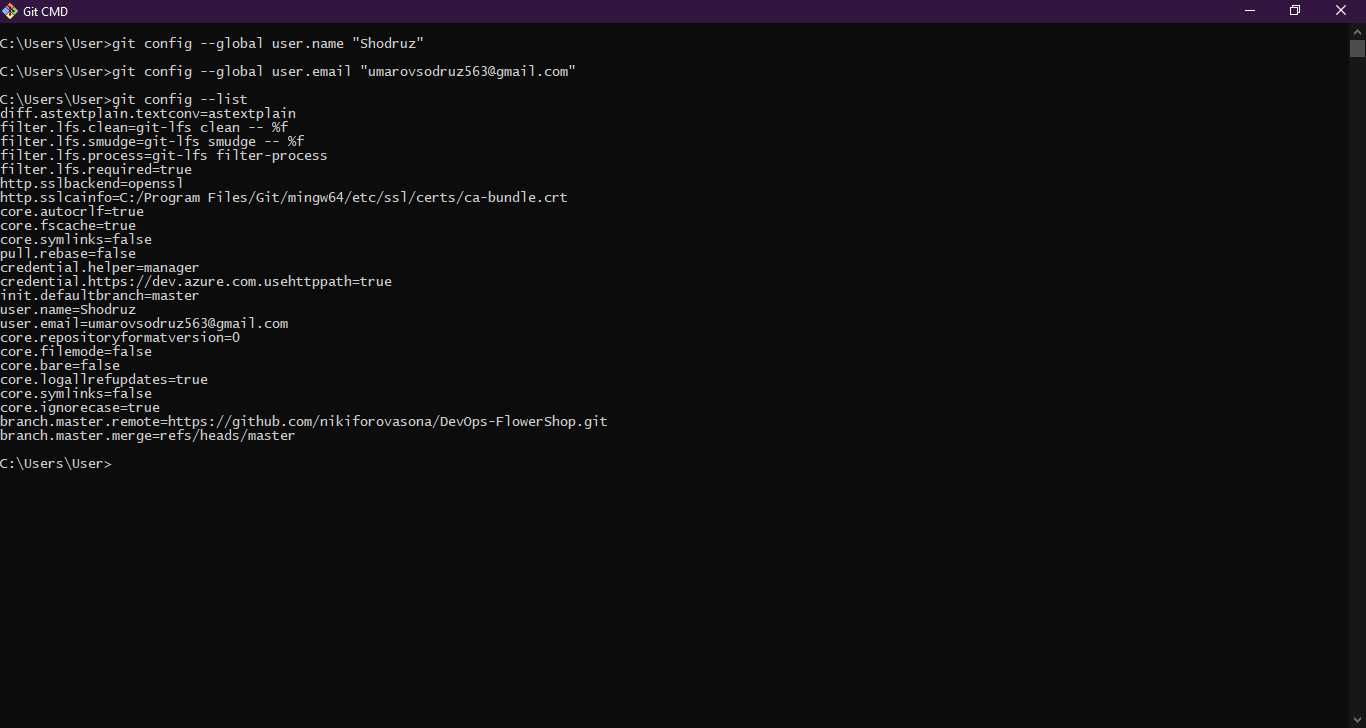 Git CMD
C:\Users\User>git config --global user.name "Shodruz"
C:\Users\User>git config --global user.email "umarovsodruz563@gmail.com"
C:\Users\User>git config --list
diff.astextplain.textconv=astextplain
filter.lfs.clean=git-lfs clean -- %f
filter.lfs.smudge=git-lfs smudge -- %f
filter.lfs.process=git-lfs filter-process
filter.lfs.required=true
http.sslbackend=openssl
http.sslcainfo=C:/Program Files/Git/mingw64/etc/ssl/certs/ca-bundle.crt
core.autocrlf=true
core.fscache=true
core.symlinks=false
pull.rebase=false
credential.helper=manager
credential.https://dev.azure.com.usehttppath=true
init.defaultbranch=master
user.name=Shodruz
user.email=umarovsodruz563@gmail.com
core.repositoryformatversion=0
core.filemode=false
core.bare=false
core.logallrefupdates=true
core.symlinks=false
core.ignorecase=true
branch.master.remote=https://github.com/nikiforovasona/DevOps-FlowerShop.git
branch.master.merge=refs/heads/master
C:\Users\User>